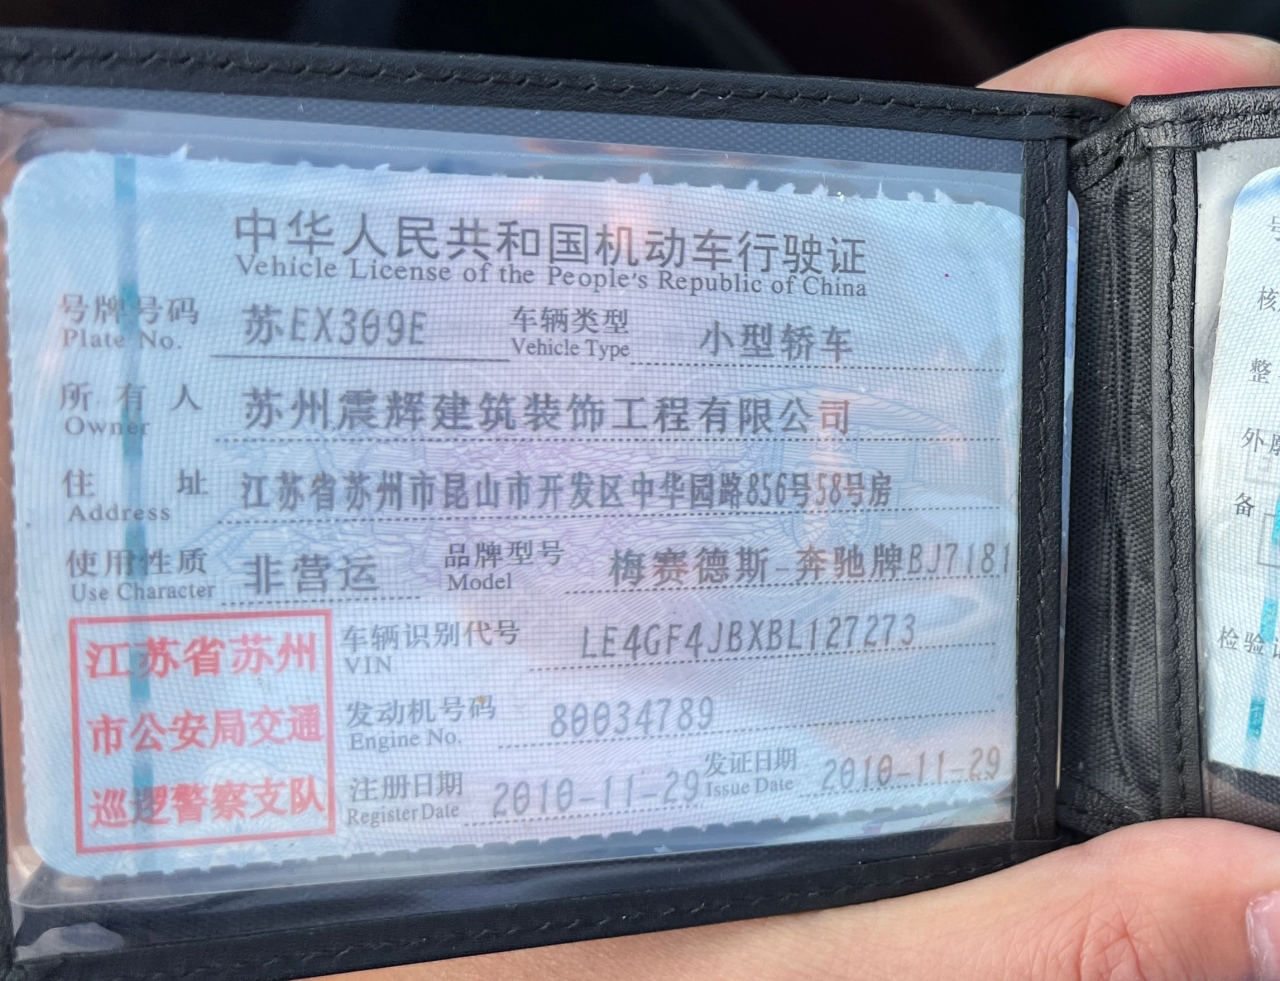 中华人民共和国机动车行驶证
Vehicle License of the People's Republic of China
号牌号码 苏EX309E 车辆类型 小型轿车
Plate No. Vehicle Type
所有人 苏州震辉建筑装饰工程有限公司
Owner
住址 江苏省苏州市昆山市开发区中华园路856号58号房
Address
使用性质 非营运 品牌型号 梅赛德斯-奔驰牌BJ7181
Use Character Model
江苏省苏州
市公安局交通
巡逻警察支队
车辆识别代号 LE4GF4JBXBL127273
VIN
发动机号码 80034789
Engine No.
注册日期 2010-11-29 发证日期 2010-11-29
Register Date Issue Date
号
核
整
外廓
备
检验记